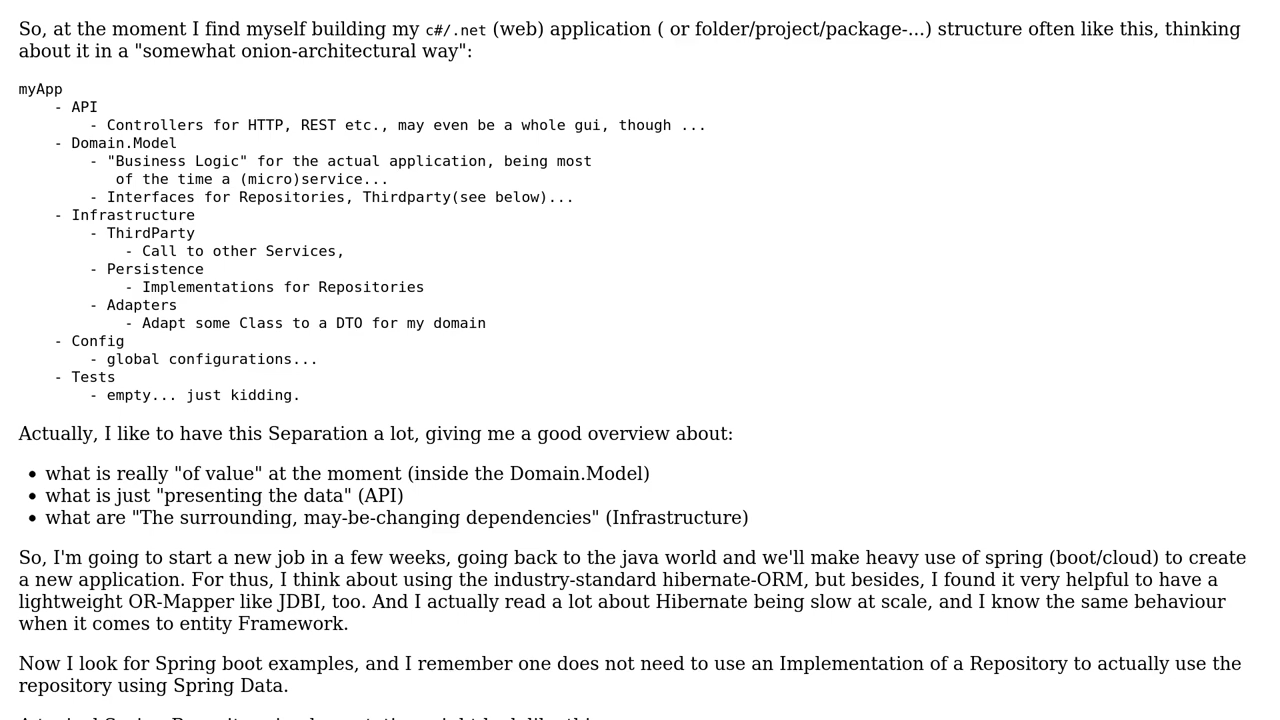 So, at the moment I find myself building my c#/.net (web) application ( or folder/project/package-...) structure often like this, thinking
about it in a "somewhat onion-architectural way":
myApp
    - API
        - Controllers for HTTP, REST etc., may even be a whole gui, though ...
    - Domain.Model
        - "Business Logic" for the actual application, being most
           of the time a (micro)service...
        - Interfaces for Repositories, Thirdparty(see below)...
    - Infrastructure
        - ThirdParty
            - Call to other Services,
        - Persistence
            - Implementations for Repositories
        - Adapters
            - Adapt some Class to a DTO for my domain
    - Config
        - global configurations...
    - Tests
        - empty... just kidding.
Actually, I like to have this Separation a lot, giving me a good overview about:
• what is really "of value" at the moment (inside the Domain.Model)
• what is just "presenting the data" (API)
• what are "The surrounding, may-be-changing dependencies" (Infrastructure)
So, I'm going to start a new job in a few weeks, going back to the java world and we'll make heavy use of spring (boot/cloud) to create
a new application. For thus, I think about using the industry-standard hibernate-ORM, but besides, I found it very helpful to have a
lightweight OR-Mapper like JDBI, too. And I actually read a lot about Hibernate being slow at scale, and I know the same behaviour
when it comes to entity Framework.
Now I look for Spring boot examples, and I remember one does not need to use an Implementation of a Repository to actually use the
repository using Spring Data.